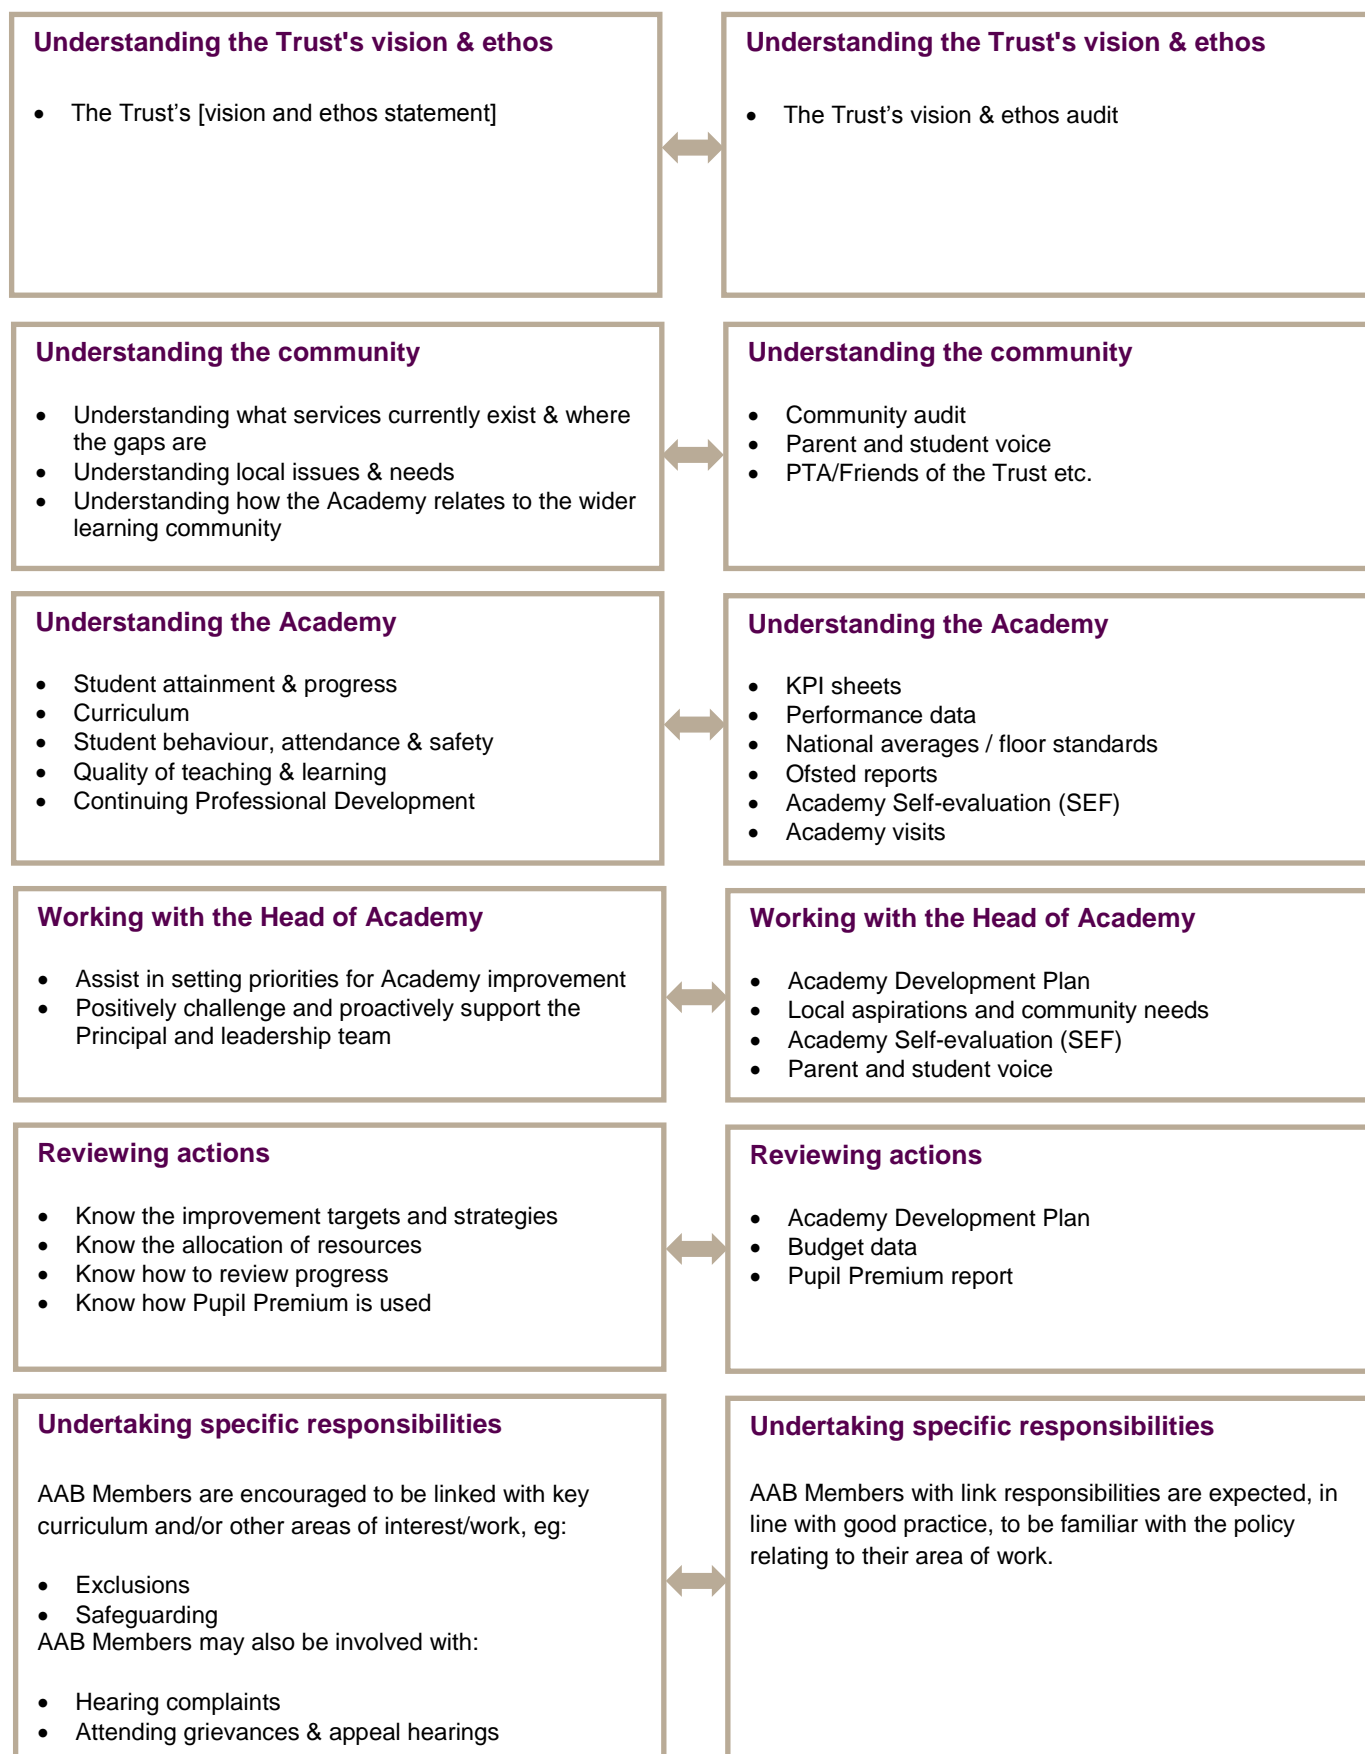 Understanding the Trust's vision & ethos
• The Trust’s [vision and ethos statement]
Understanding the Trust's vision & ethos
• The Trust’s vision & ethos audit
Understanding the community
• Understanding what services currently exist & where
the gaps are
• Understanding local issues & needs
• Understanding how the Academy relates to the wider
learning community
Understanding the community
• Community audit
• Parent and student voice
• PTA/Friends of the Trust etc.
Understanding the Academy
• Student attainment & progress
• Curriculum
• Student behaviour, attendance & safety
• Quality of teaching & learning
• Continuing Professional Development
Understanding the Academy
• KPI sheets
• Performance data
• National averages / floor standards
• Ofsted reports
• Academy Self-evaluation (SEF)
• Academy visits
Working with the Head of Academy
• Assist in setting priorities for Academy improvement
• Positively challenge and proactively support the
Principal and leadership team
Working with the Head of Academy
• Academy Development Plan
• Local aspirations and community needs
• Academy Self-evaluation (SEF)
• Parent and student voice
Reviewing actions
• Know the improvement targets and strategies
• Know the allocation of resources
• Know how to review progress
• Know how Pupil Premium is used
Reviewing actions
• Academy Development Plan
• Budget data
• Pupil Premium report
Undertaking specific responsibilities
AAB Members are encouraged to be linked with key
curriculum and/or other areas of interest/work, eg:
• Exclusions
• Safeguarding
AAB Members may also be involved with:
• Hearing complaints
• Attending grievances & appeal hearings
Undertaking specific responsibilities
AAB Members with link responsibilities are expected, in
line with good practice, to be familiar with the policy
relating to their area of work.